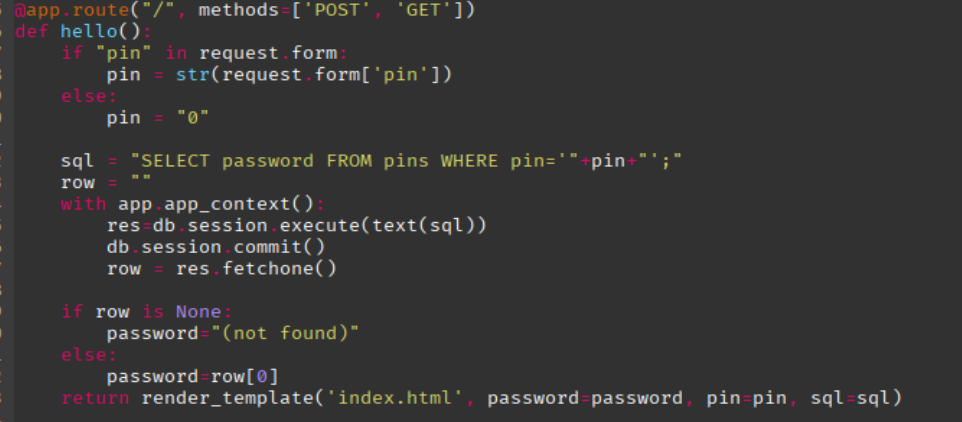 @app.route("/", methods=['POST', 'GET'])
def hello():
    if "pin" in request.form:
        pin = str(request.form['pin'])
    else:
        pin = "0"
    sql = "SELECT password FROM pins WHERE pin='"+pin+"';"
    row = ""
    with app.app_context():
        res=db.session.execute(text(sql))
        db.session.commit()
        row = res.fetchone()
    if row is None:
        password="(not found)"
    else:
        password=row[0]
    return render_template('index.html', password=password, pin=pin, sql=sql)